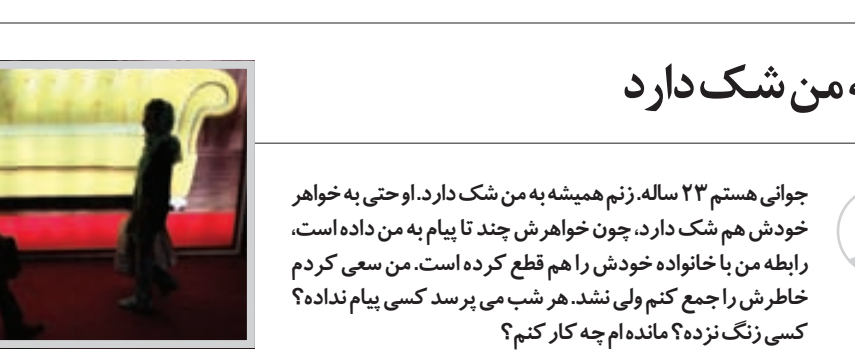 من شک دارد
جوانی هستم ۲۳ ساله. زنم همیشه به من شک دارد. او حتی به خواهر
خودش هم شک دارد، چون خواهرش چند تا پیام به من داده است،
رابطه من با خانواده خودش را هم قطع کرده است. من سعی کردم
خاطرش را جمع کنم ولی نشد. هر شب می پرسد کسی پیام نداده؟
کسی زنگ نزده؟ مانده ام چه کار کنم؟